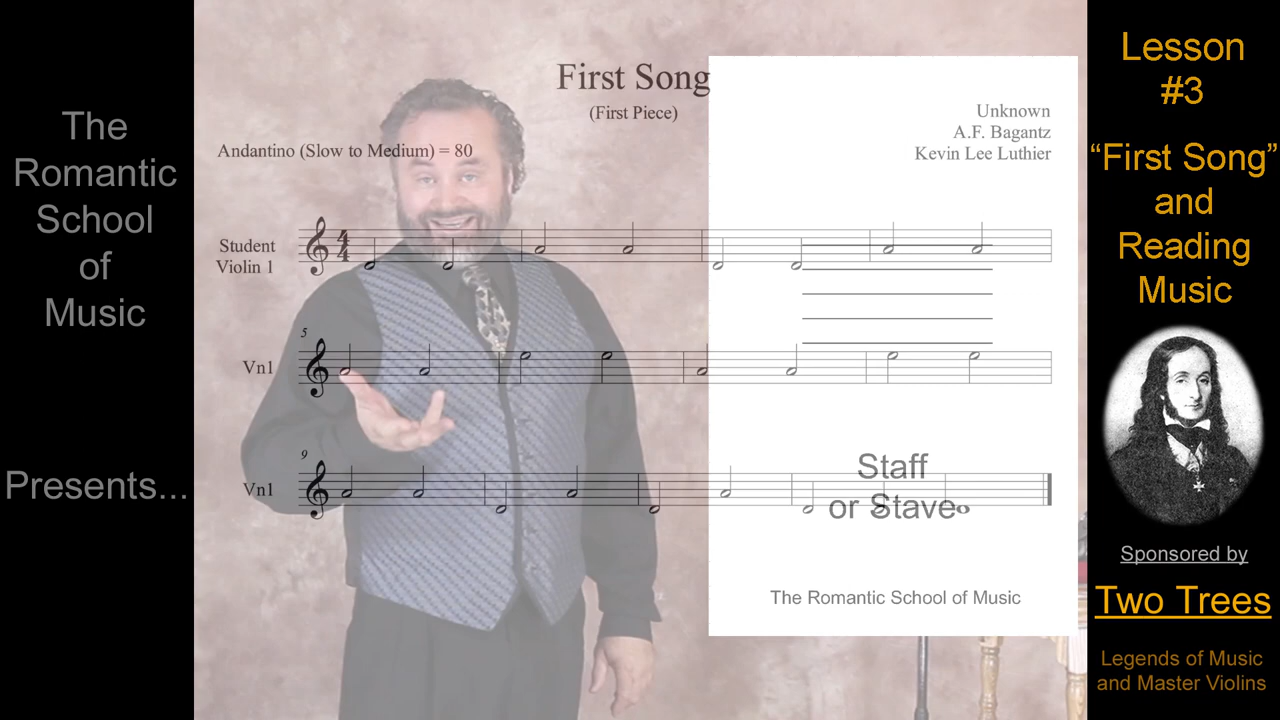 The
Romantic
School
of
Music
Presents...
First Song
(First Piece)
Unknown
A.F. Bagantz
Kevin Lee Luthier
Andantino (Slow to Medium) = 80
Student
Violin 1
4
4
5
Vn1
9
Vn1
Staff
or Stave
The Romantic School of Music
Lesson
#3
“First Song”
and
Reading
Music
Sponsored by
Two Trees
Legends of Music
and Master Violins